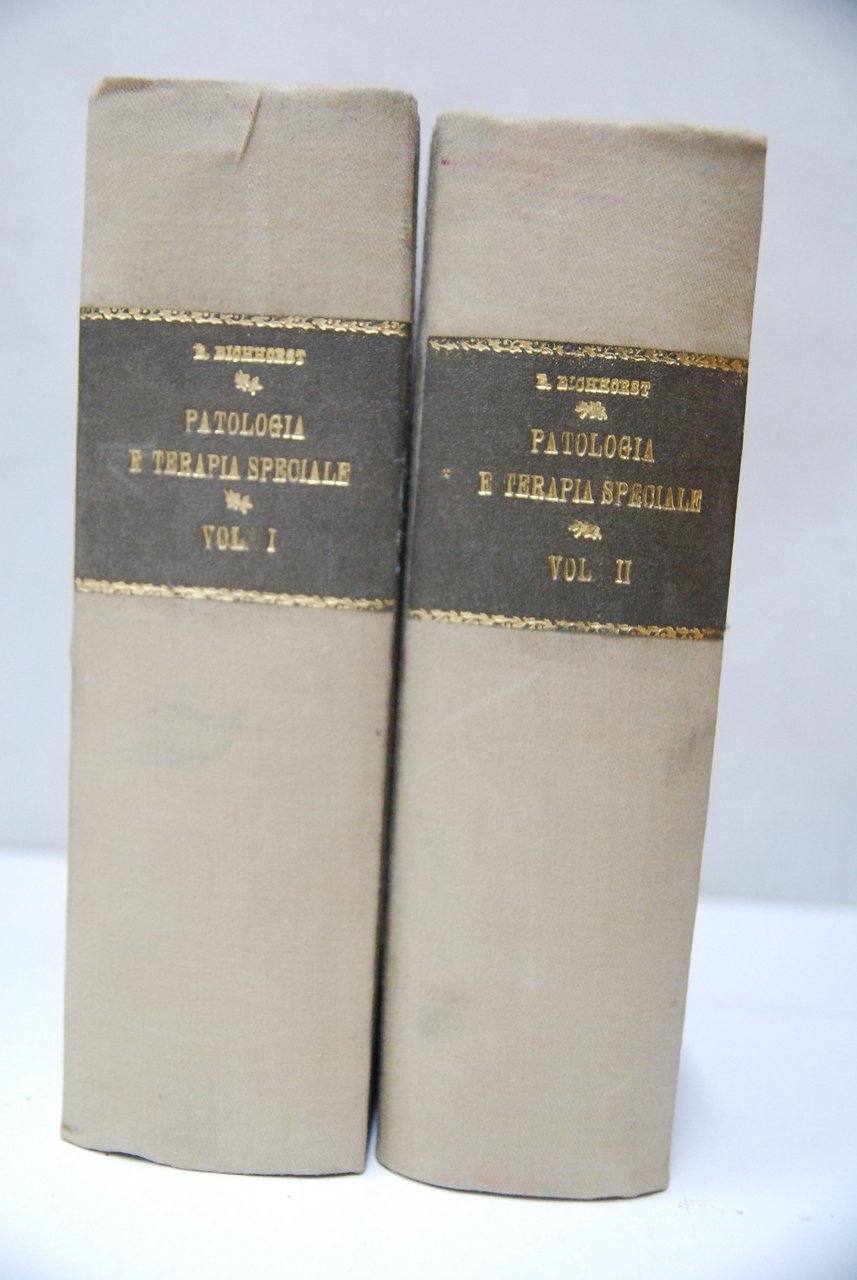 E. EICHHORST
PATOLOGIA
E TERAPIA SPECIALE
VOL. I
E. EICHHORST
PATOLOGIA
E TERAPIA SPECIALE
VOL II